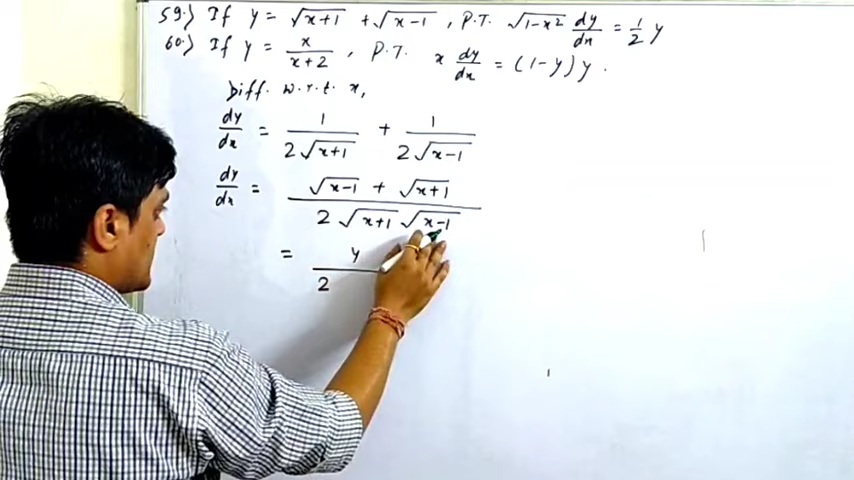 59.) If y = √x+1 + √x-1 , P.T. √1-x² dy/dx = 1/2 y
60.) If y = x/x+2 , P.T. x dy/dx = (1-y) y .
Diff. w.r.t. x,
dy/dx = 1/2√x+1 + 1/2√x-1
dy/dx = √x-1 + √x+1 / 2 √x+1 √x-1
= y/2